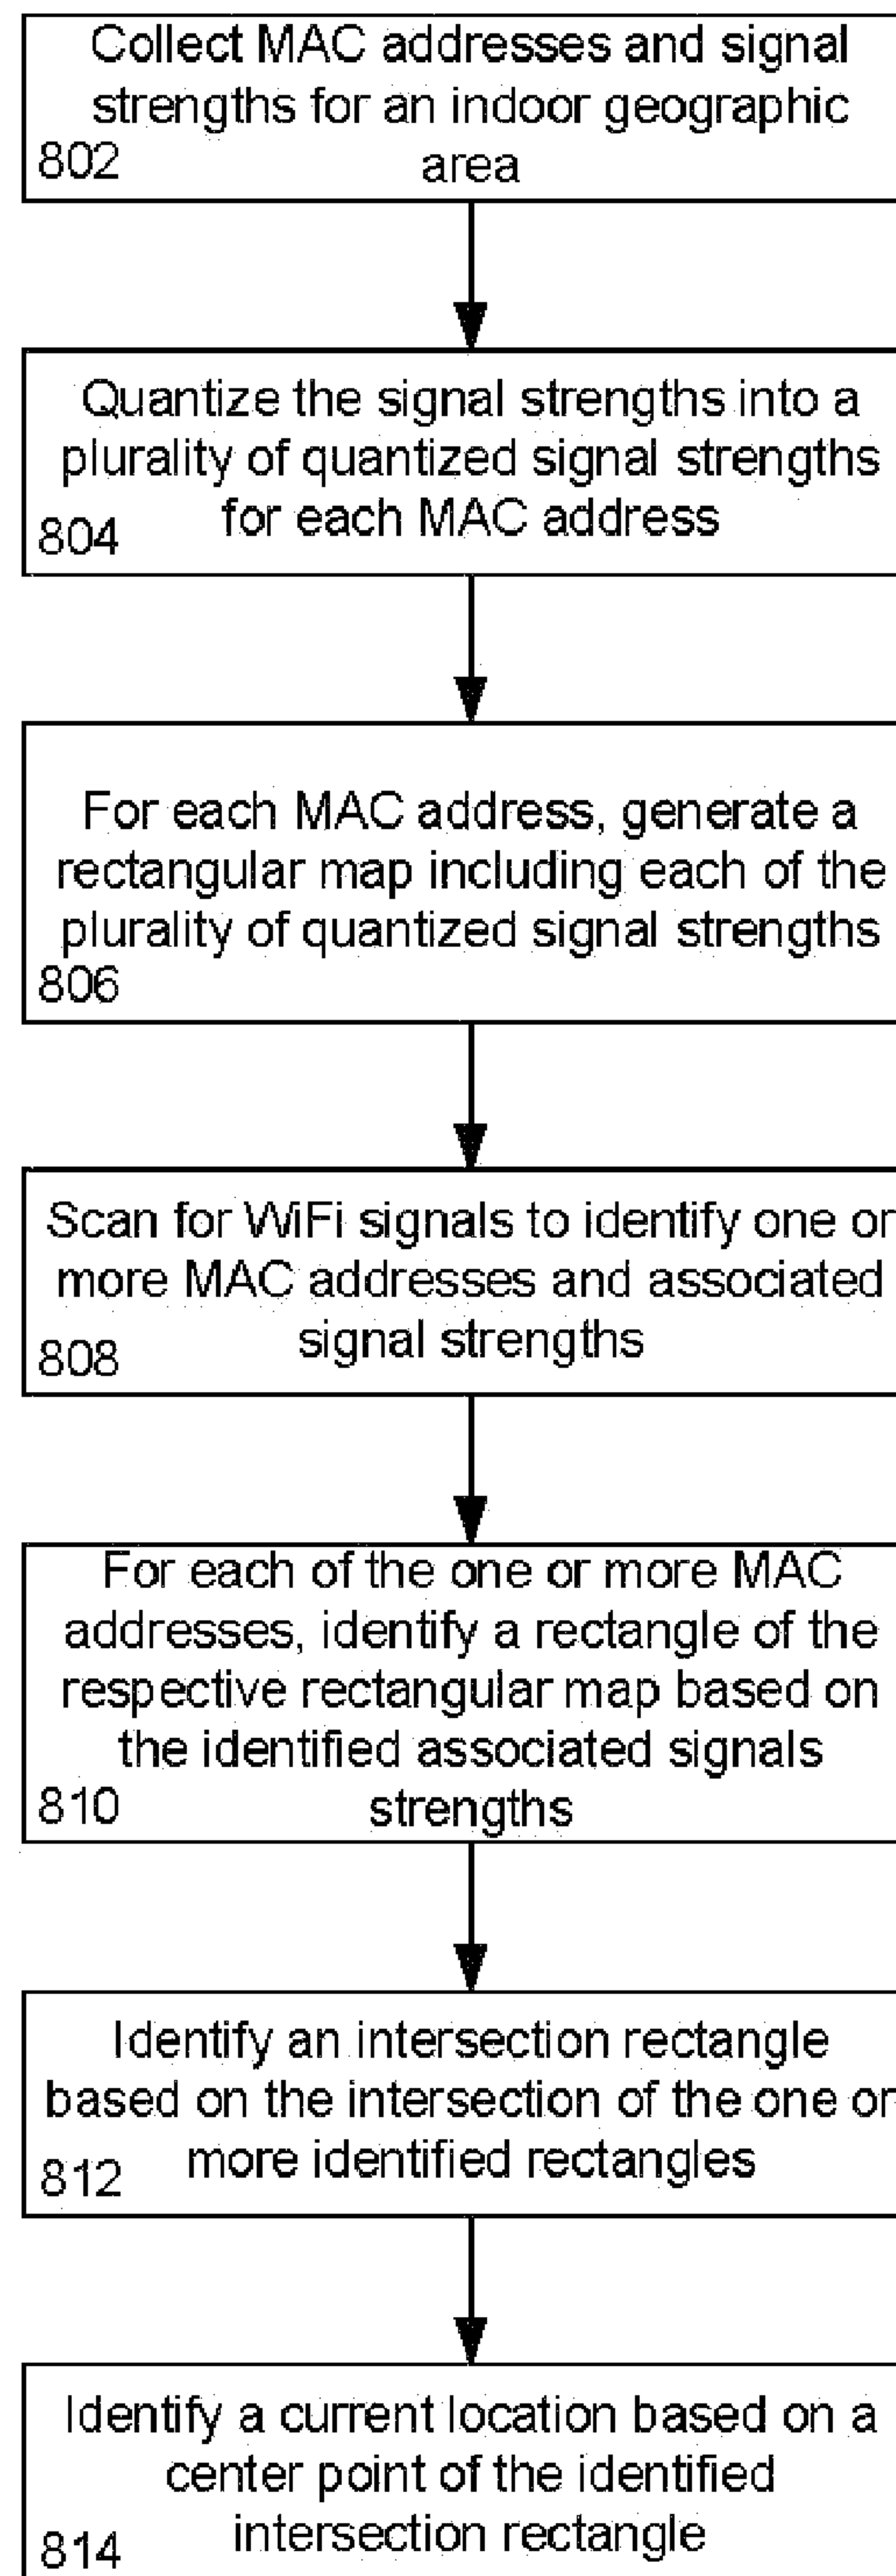 Collect MAC addresses and signal
strengths for an indoor geographic
area
802
Quantize the signal strengths into a
plurality of quantized signal strengths
for each MAC address
804
For each MAC address, generate a
rectangular map including each of the
plurality of quantized signal strengths
806
Scan for WiFi signals to identify one or
more MAC addresses and associated
signal strengths
808
For each of the one or more MAC
addresses, identify a rectangle of the
respective rectangular map based on
the identified associated signals
strengths
810
Identify an intersection rectangle
based on the intersection of the one or
more identified rectangles
812
Identify a current location based on a
center point of the identified
intersection rectangle
814